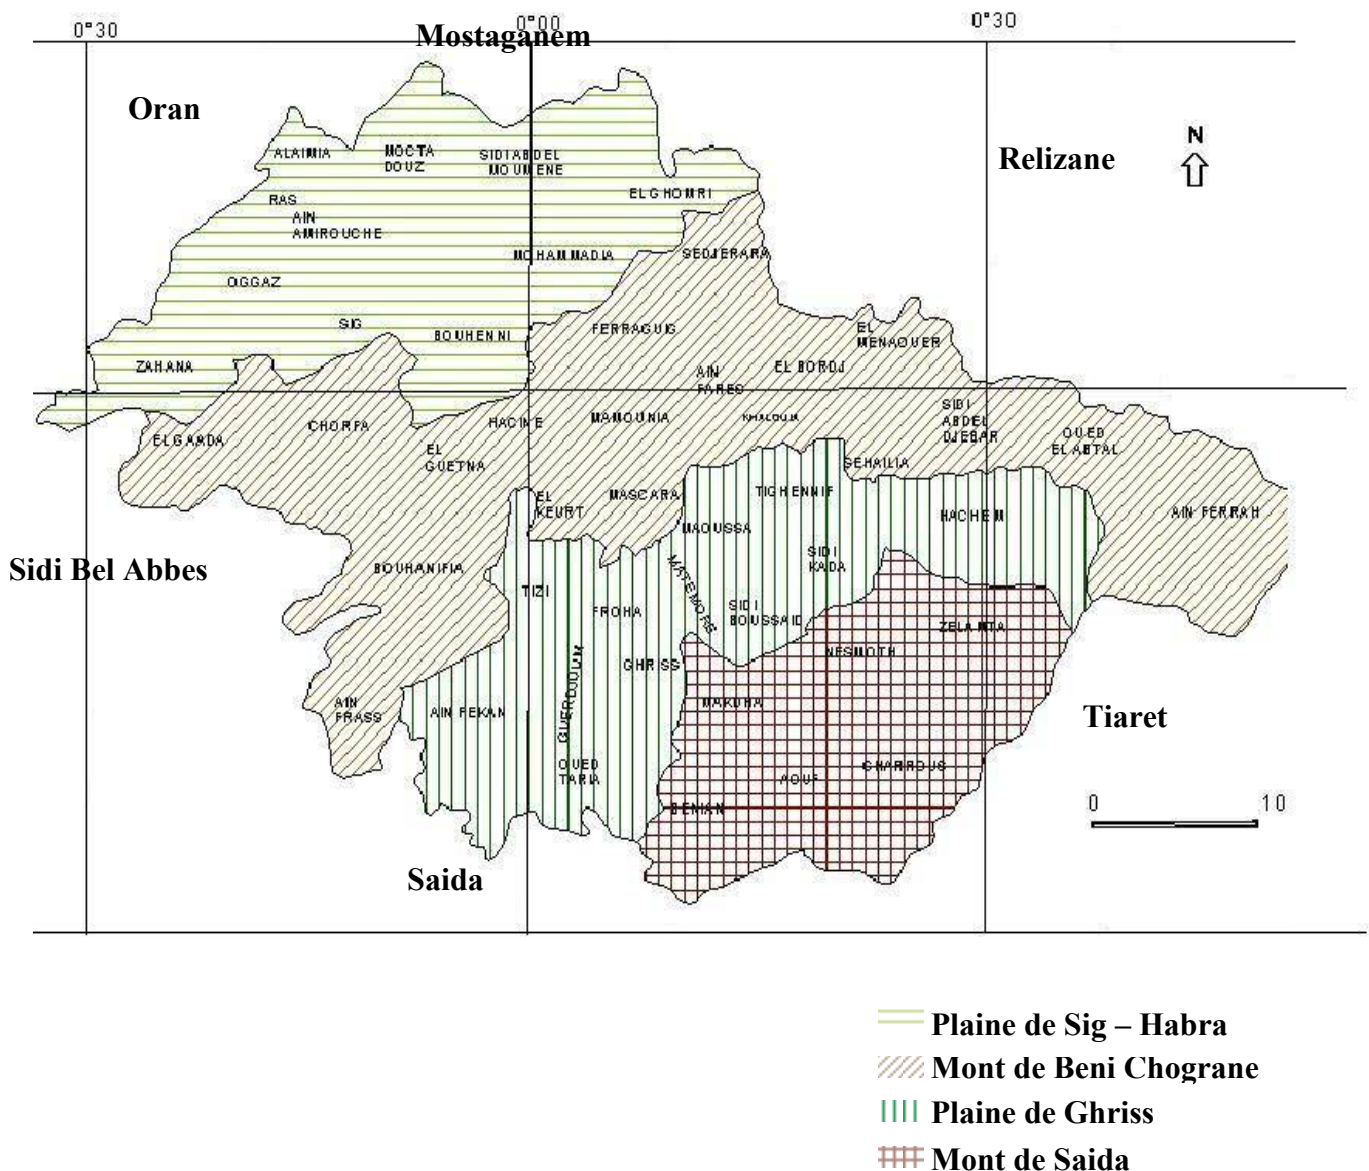 0°30
0°00
0°30
Mostaganem
Oran
N
Relizane
ALAIMIA
MOCTA
DOUZ
SIDI ABDEL
MOUMENE
EL GHOMRI
RAS
AIN
AMIROUCHE
MOHAMMADIA
SEDJERARA
OGGAZ
SIG
BOUHENNI
FERRAGUIG
EL
MENAOUER
ZAHANA
AIN
FARES
EL BORDJ
ELGAADA
CHORFA
HACINE
MAMOUNIA
KHALOUIA
SIDI
ABDEL
DJEBAR
OUED
EL ABTAL
EL
GUETNA
SEHAILIA
EL
KEURT
MASCARA
TIGHENNIF
MAOUSSA
HACHEM
AIN FERRAH
Sidi Bel Abbes
BOUHANIFIA
TIZI
FROHA
MATEMORE
SIDI
KADA
SIDI
BOUSSAID
ZELAMTA
NESMOTH
GHRISS
GUERDJOUM
AIN
FRASS
AIN FEKAN
MAKDHA
Tiaret
OUED
TARIA
AOUF
GHARROUS
BENIAN
0 10
Saida
Plaine de Sig – Habra
Mont de Beni Chograne
Plaine de Ghriss
Mont de Saida